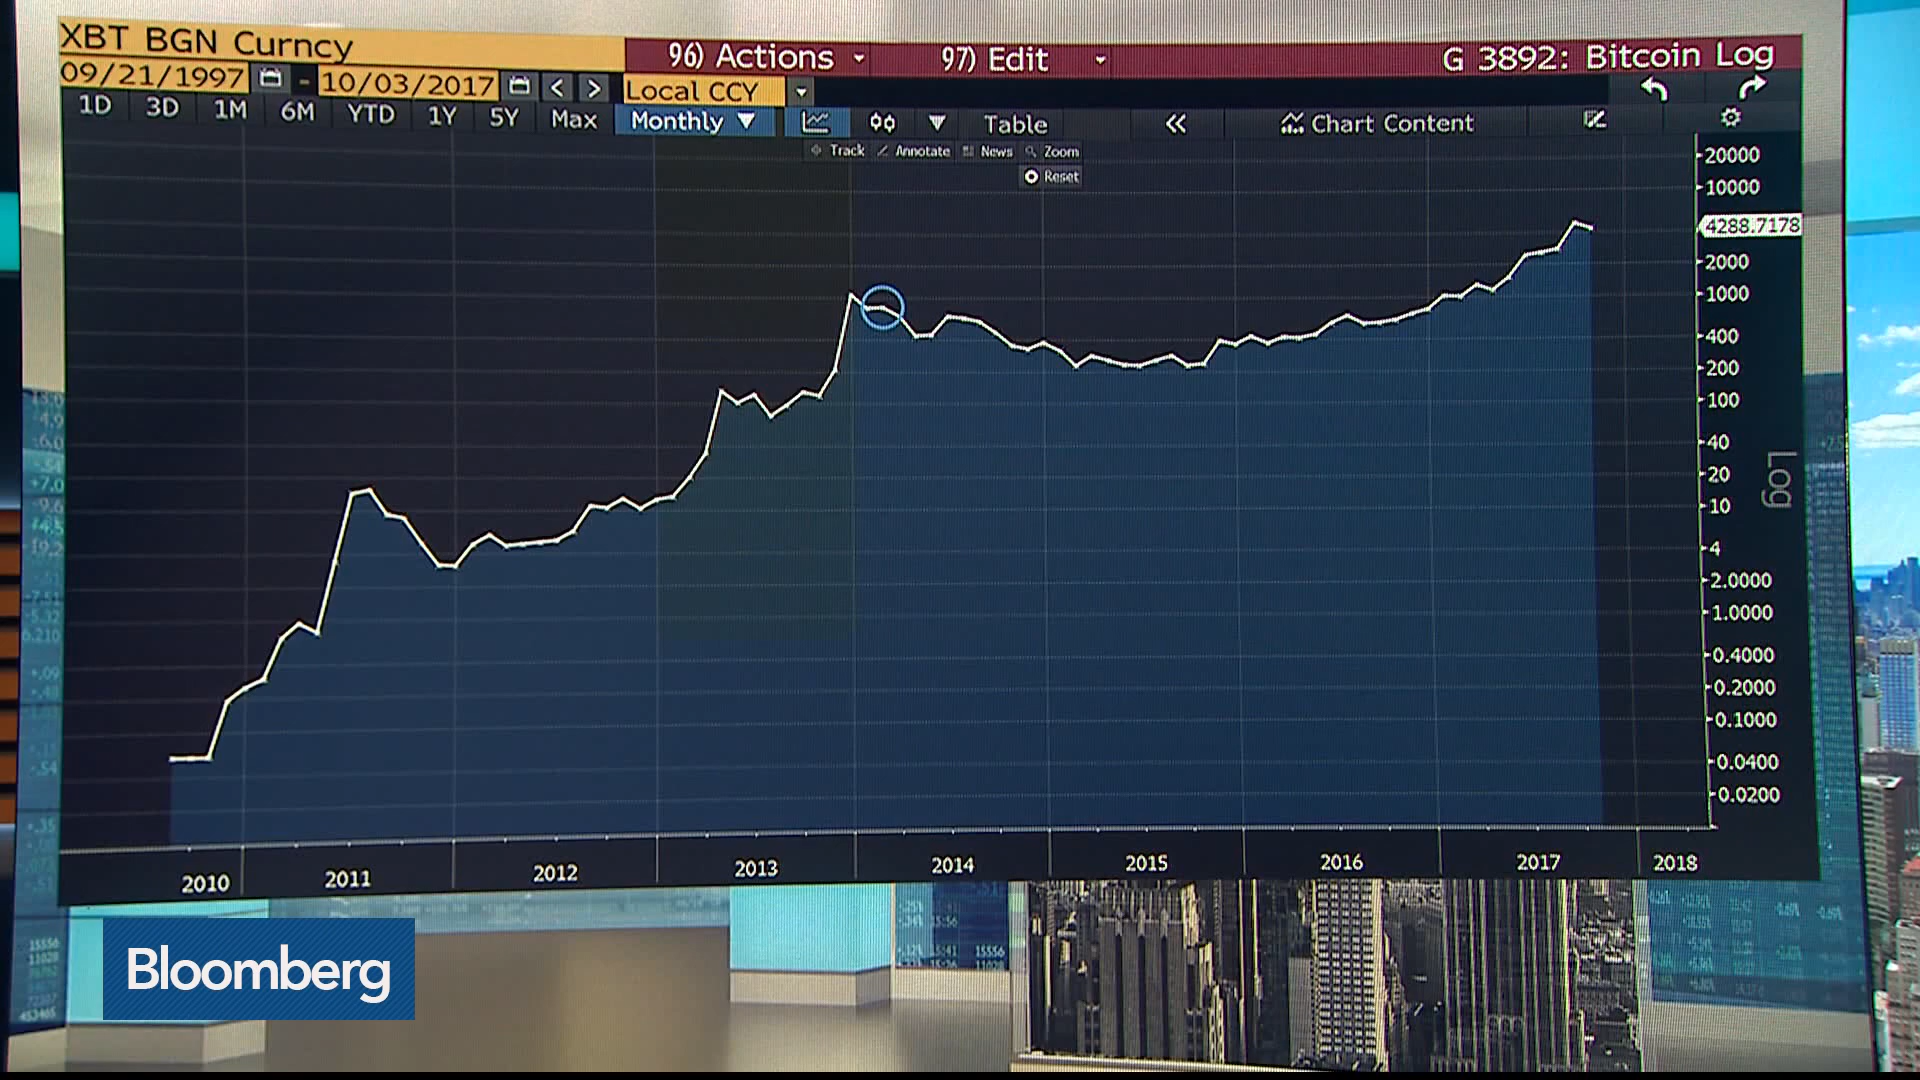 XBT BGN Curncy
96) Actions
97) Edit
G 3892: Bitcoin Log
09/21/1997 - 10/03/2017 < > Local CCY
1D 3D 1M 6M YTD 1Y 5Y Max Monthly ▼ Table « Chart Content
Track Annotate News Zoom
Reset
20000
10000
4288.7178
2000
1000
400
200
100
40
20
10
4
2.0000
1.0000
0.4000
0.2000
0.1000
0.0400
0.0200
Log
2010 2011 2012 2013 2014 2015 2016 2017 2018
Bloomberg